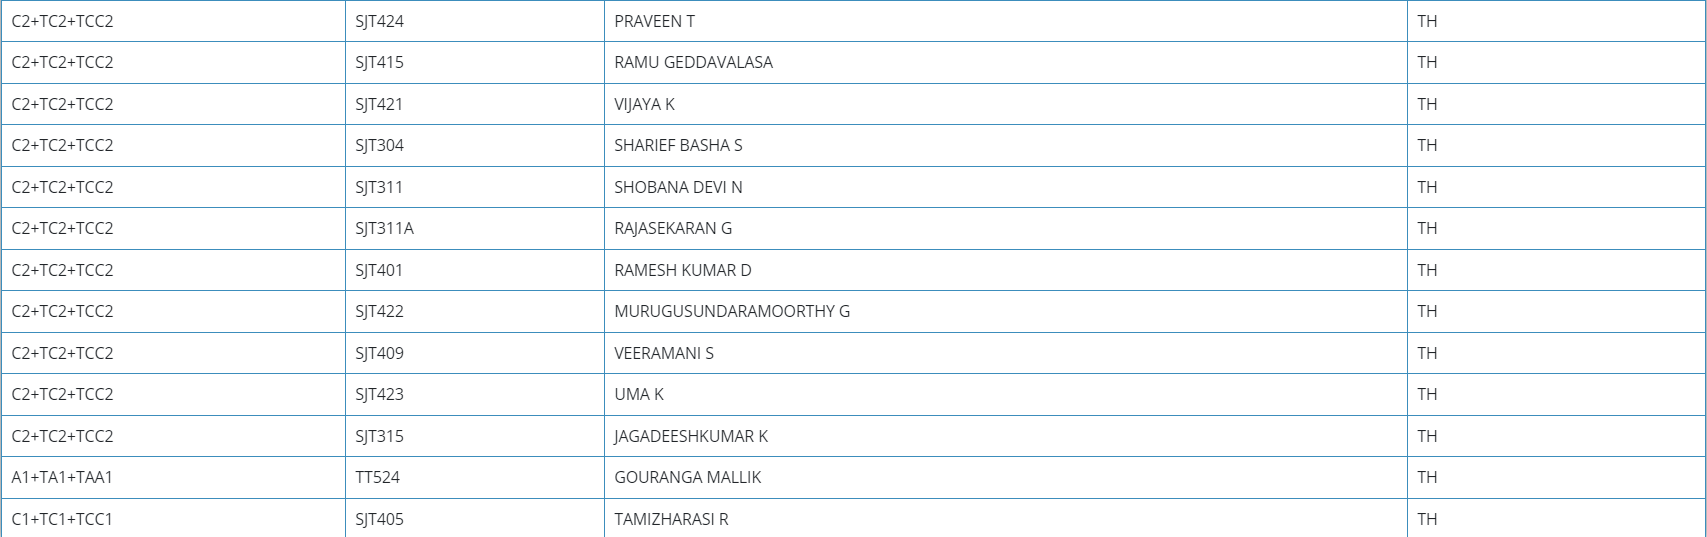 C2+TC2+TCC2 SJT424 PRAVEEN T TH
C2+TC2+TCC2 SJT415 RAMU GEDDAVALASA TH
C2+TC2+TCC2 SJT421 VIJAYA K TH
C2+TC2+TCC2 SJT304 SHARIEF BASHA S TH
C2+TC2+TCC2 SJT311 SHOBANA DEVI N TH
C2+TC2+TCC2 SJT311A RAJASEKARAN G TH
C2+TC2+TCC2 SJT401 RAMESH KUMAR D TH
C2+TC2+TCC2 SJT422 MURUGUSUNDARAMOORTHY G TH
C2+TC2+TCC2 SJT409 VEERAMANI S TH
C2+TC2+TCC2 SJT423 UMA K TH
C2+TC2+TCC2 SJT315 JAGADEESHKUMAR K TH
A1+TA1+TAA1 TT524 GOURANGA MALLIK TH
C1+TC1+TCC1 SJT405 TAMIZHARASI R TH